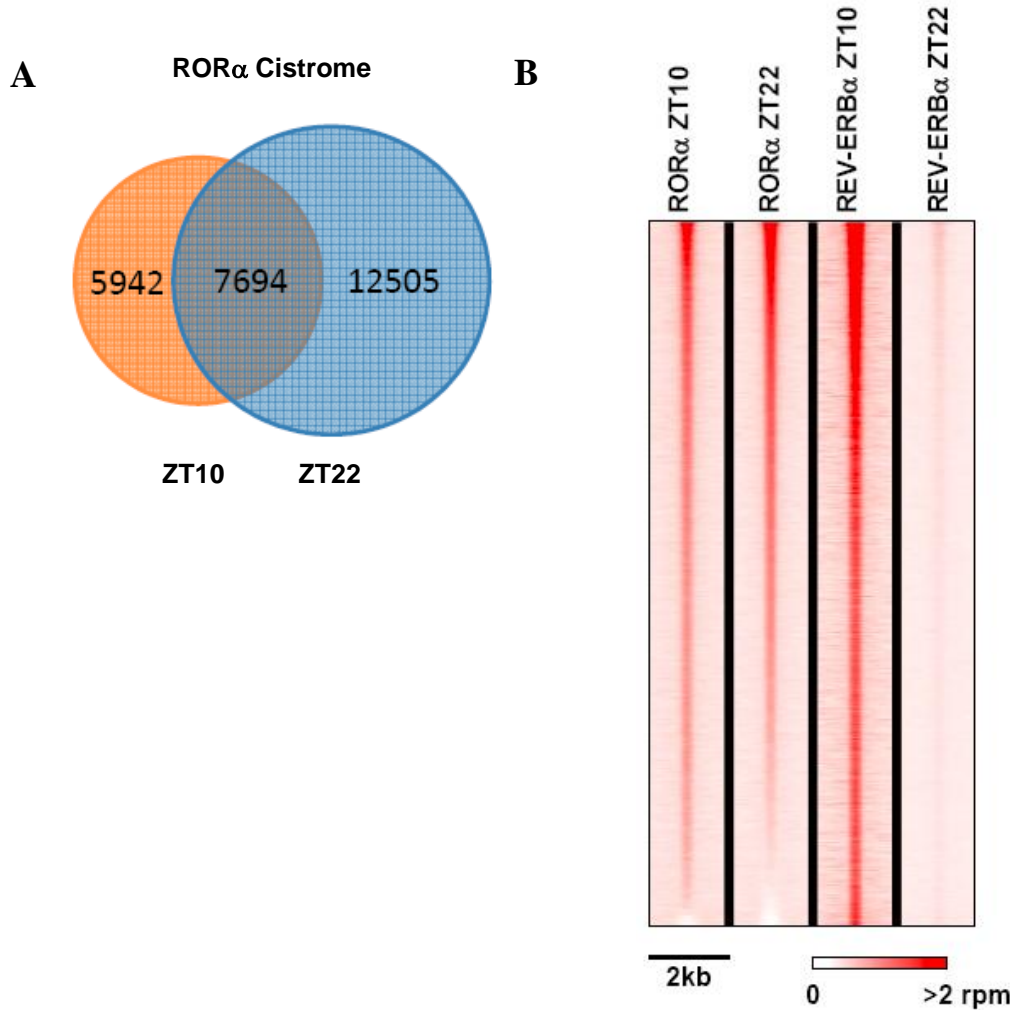 A
RORα Cistrome
5942
7694
12505
ZT10
ZT22
B
RORα ZT10
RORα ZT22
REV-ERBα ZT10
REV-ERBα ZT22
2kb
0
>2 rpm